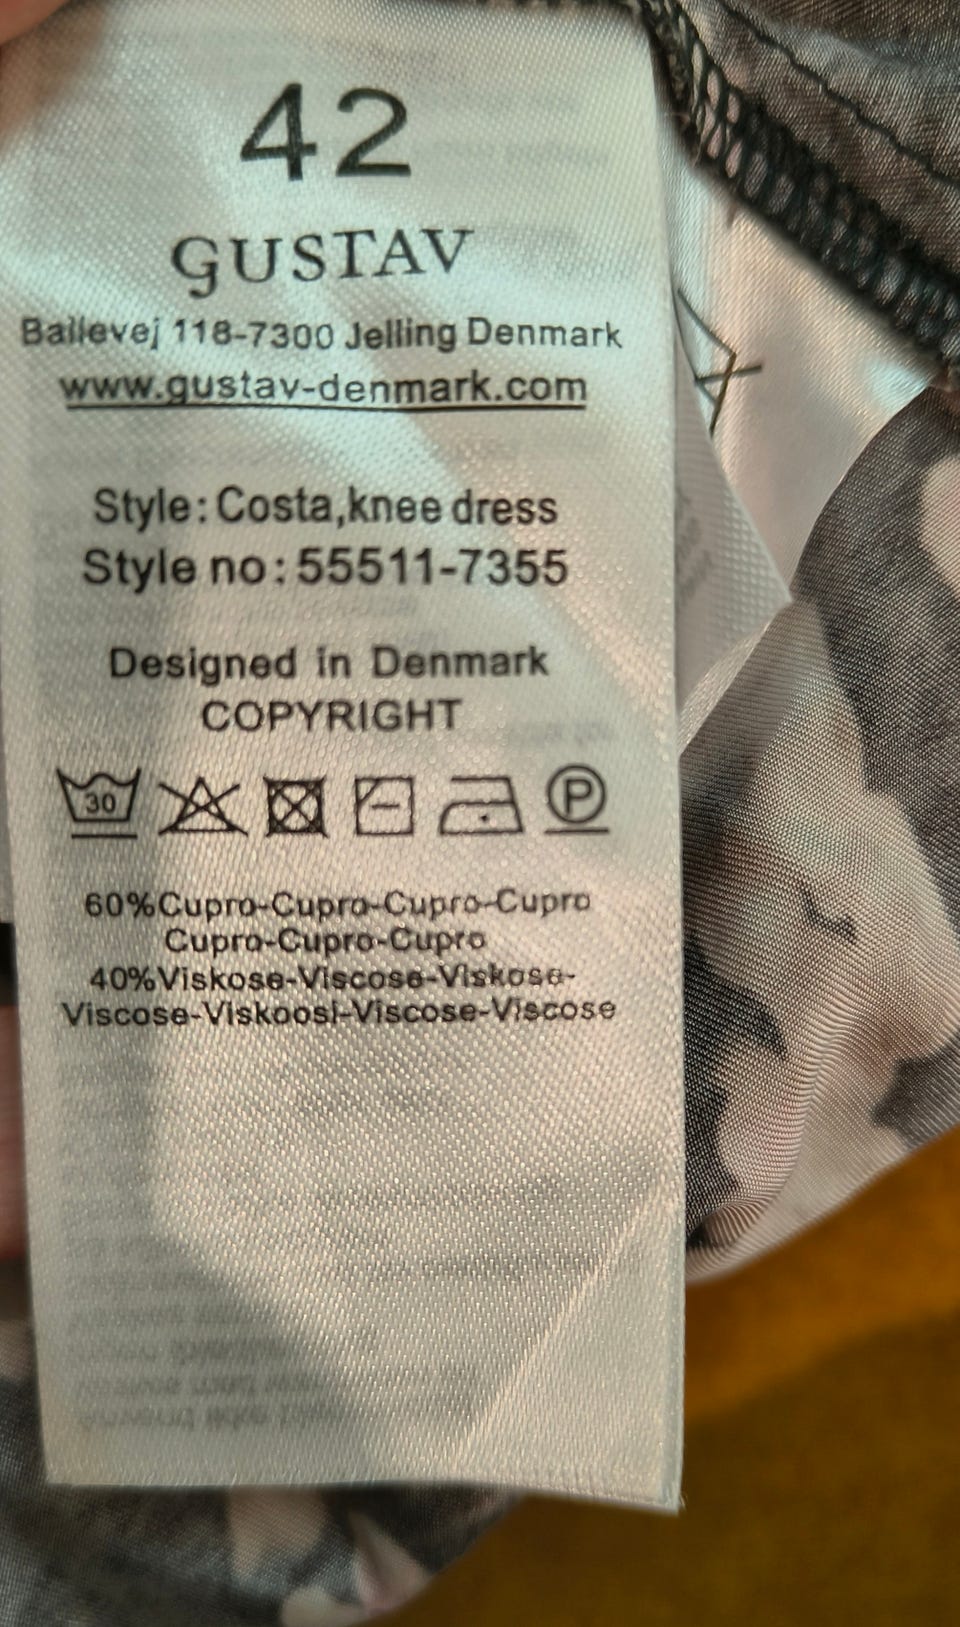 42
GUSTAV
Ballevej 118-7300 Jelling Denmark
www.gustav-denmark.com
Style: Costa,knee dress
Style no: 55511-7355
Designed in Denmark
COPYRIGHT
30 P
60%Cupro-Cupro-Cupro-Cupro
Cupro-Cupro-Cupro
40%Viskose-Viscose-Viskose-
Viscose-Viskoosi-Viscose-Viscose